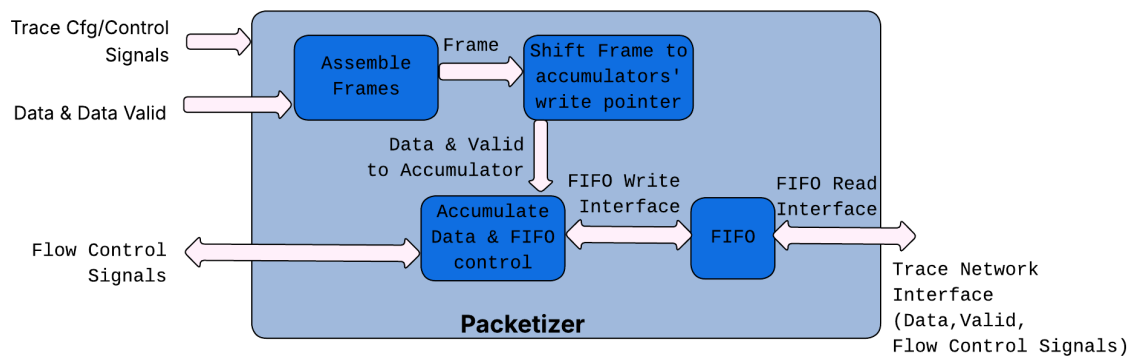 Trace Cfg/Control
Signals
Data & Data Valid
Assemble
Frames
Frame
Shift Frame to
accumulators'
write pointer
Data & Valid
to Accumulator
Flow Control
Signals
Accumulate
Data & FIFO
control
FIFO Write
Interface
FIFO
FIFO Read
Interface
Trace Network
Interface
(Data,Valid,
Flow Control Signals)
Packetizer